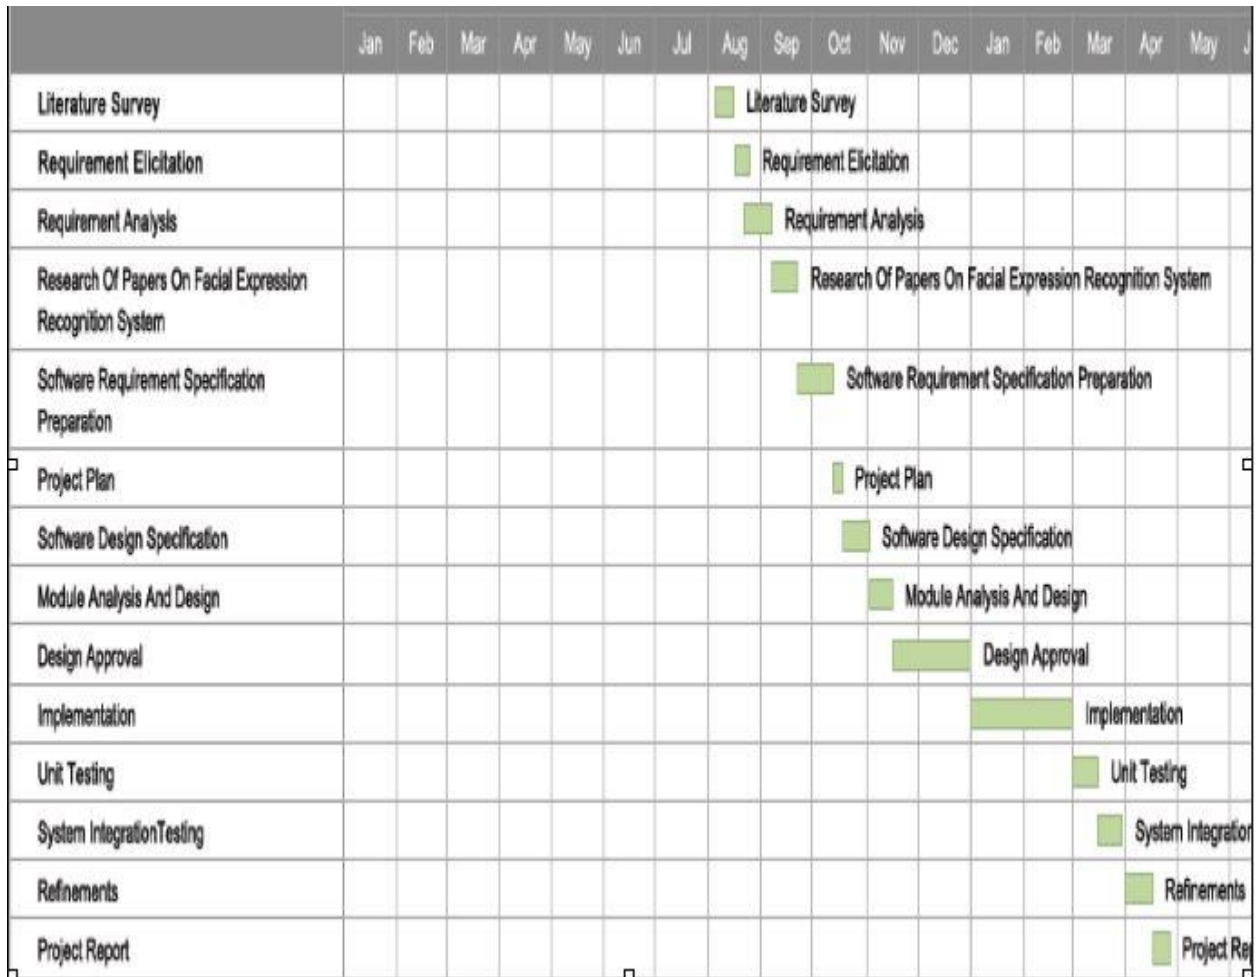 Jan Feb Mar Apr May Jun Jul Aug Sep Oct Nov Dec Jan Feb Mar Apr May J
Literature Survey Literature Survey
Requirement Elicitation Requirement Elicitation
Requirement Analysis Requirement Analysis
Research Of Papers On Facial Expression Research Of Papers On Facial Expression Recognition System
Recognition System
Software Requirement Specification Software Requirement Specification Preparation
Preparation
Project Plan Project Plan
Software Design Specification Software Design Specification
Module Analysis And Design Module Analysis And Design
Design Approval Design Approval
Implementation Implementation
Unit Testing Unit Testing
System IntegrationTesting System Integration
Refinements Refinements
Project Report Project Rep